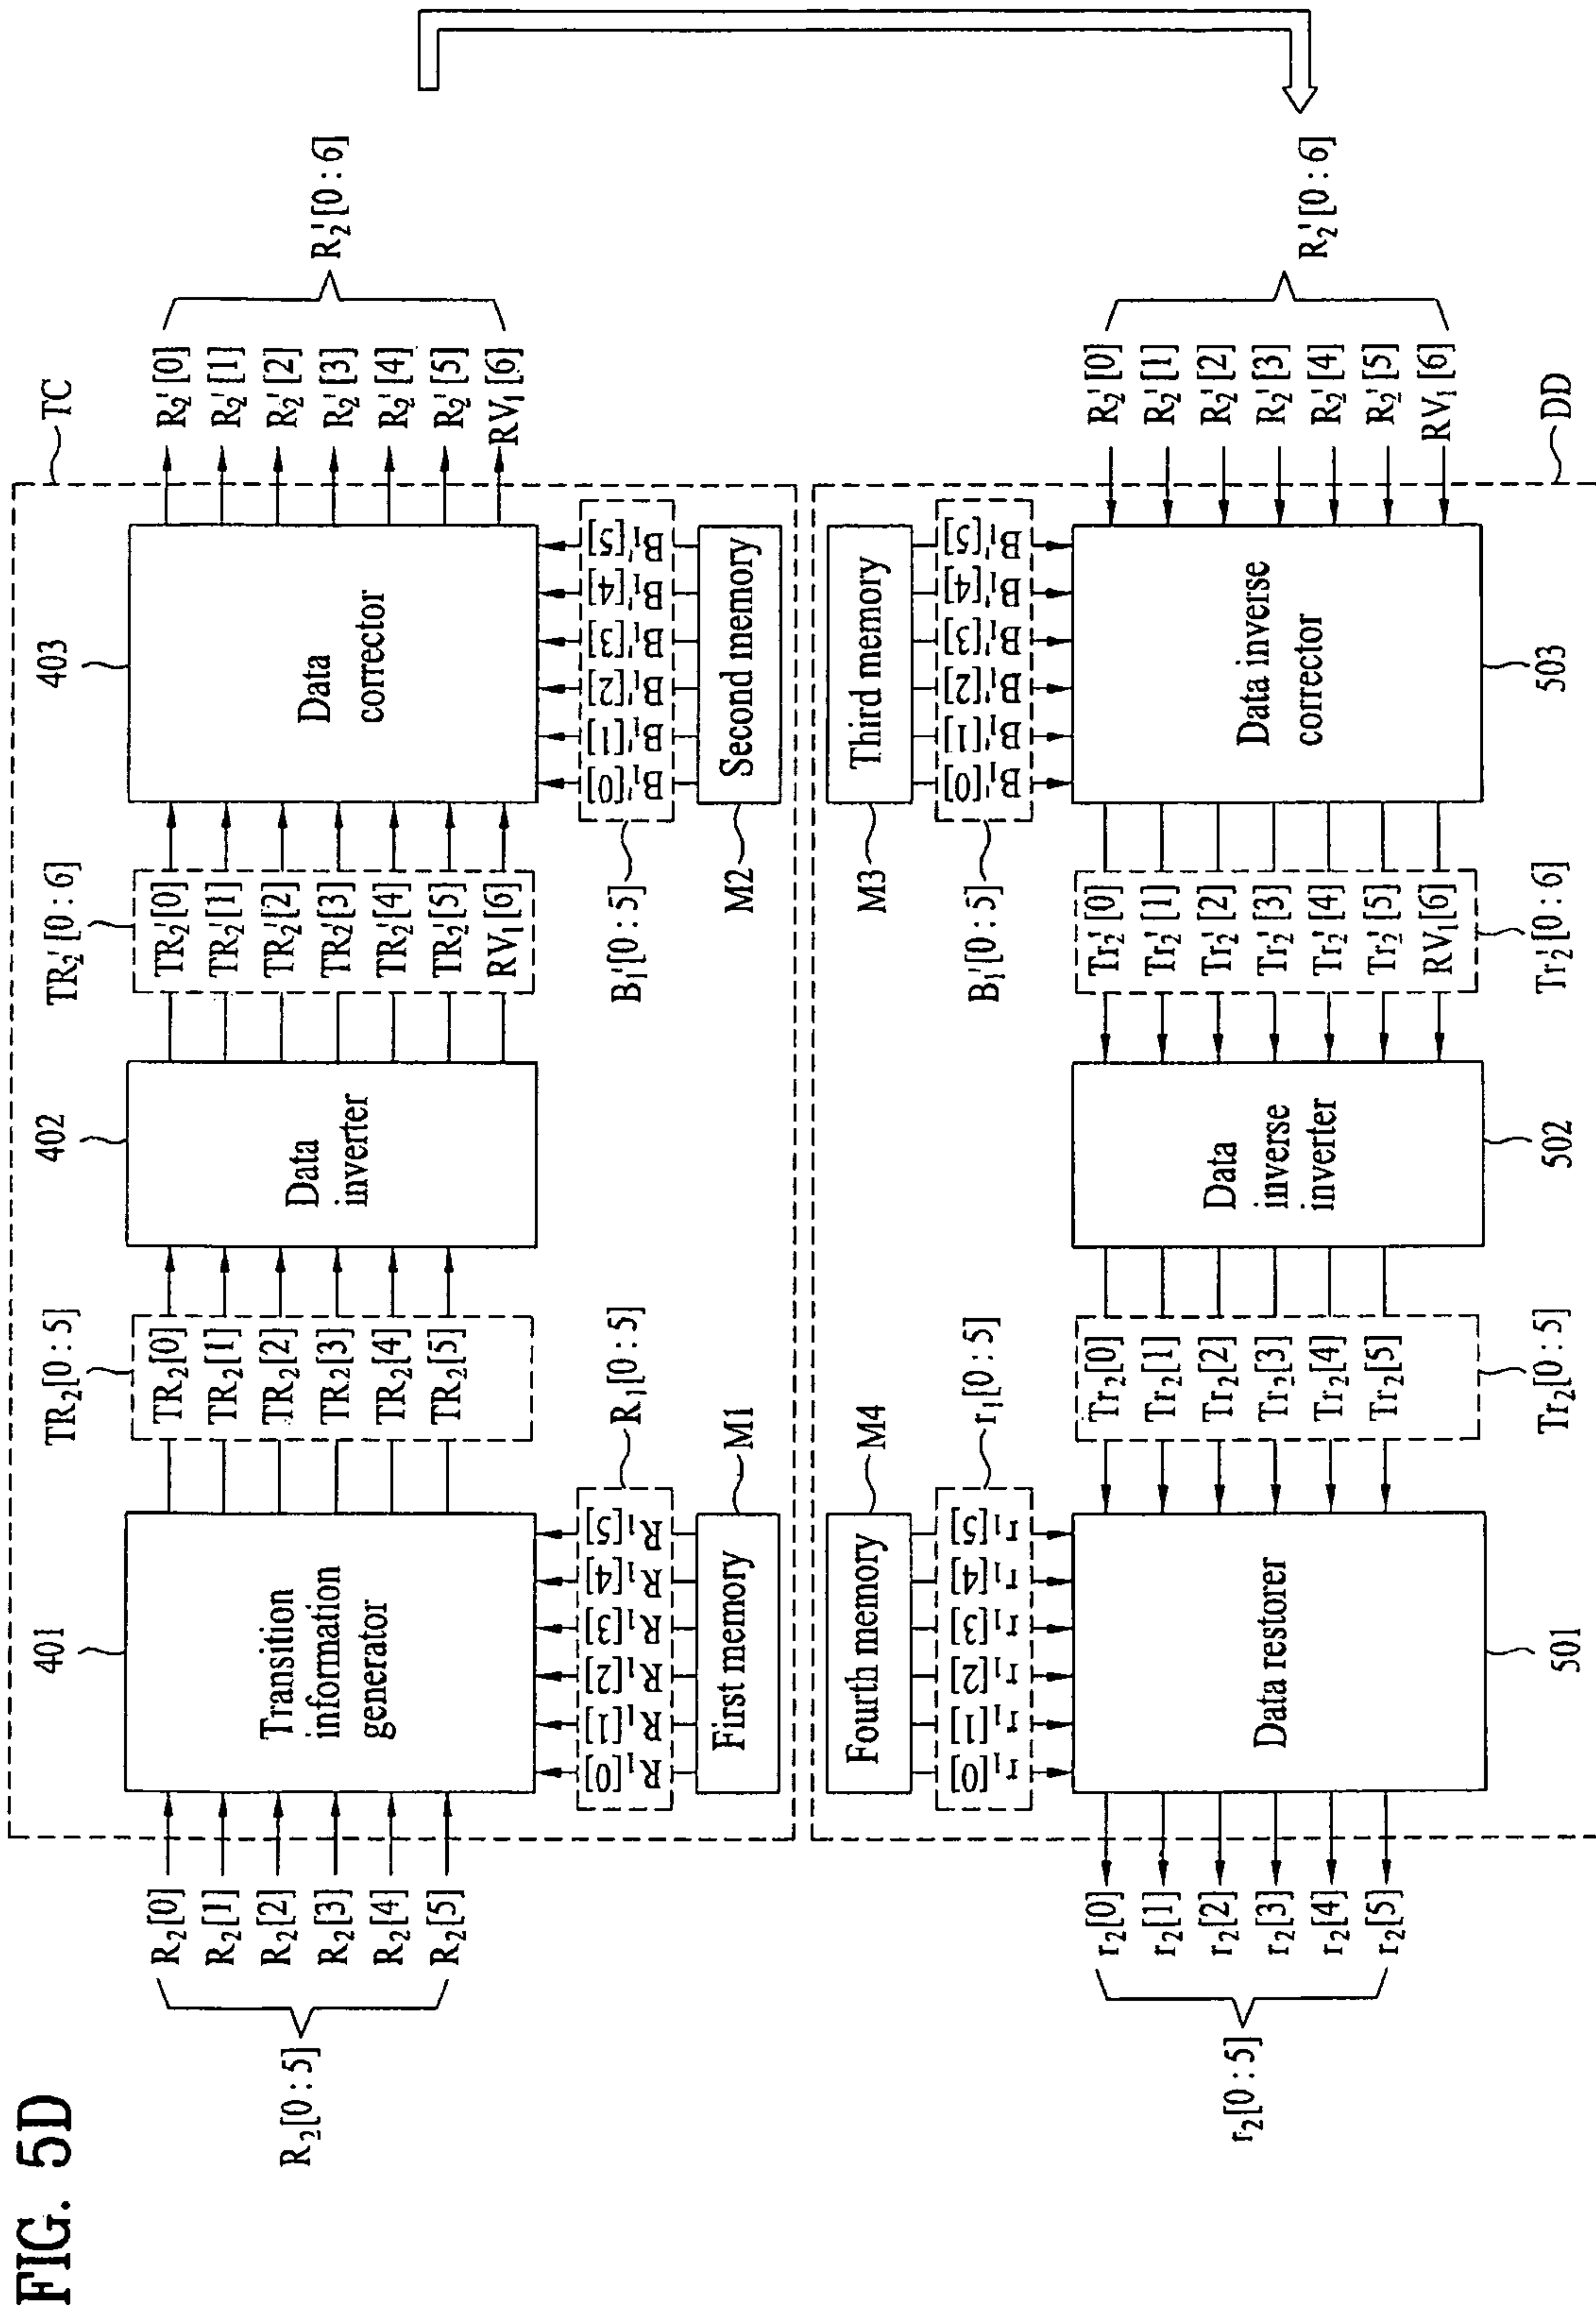 FIG. 5D
TC
401
402
403
R₂[0 : 5]
R₂[0]
R₂[1]
R₂[2]
R₂[3]
R₂[4]
R₂[5]
Transition
information
generator
TR₂[0 : 5]
TR₂[0]
TR₂[1]
TR₂[2]
TR₂[3]
TR₂[4]
TR₂[5]
Data
inverter
TR₂'[0 : 6]
TR₂'[0]
TR₂'[1]
TR₂'[2]
TR₂'[3]
TR₂'[4]
TR₂'[5]
RV₁[6]
Data
corrector
R₂'[0]
R₂'[1]
R₂'[2]
R₂'[3]
R₂'[4]
R₂'[5]
RV₁[6]
R₂'[0 : 6]
R₁[0]
R₁[1]
R₁[2]
R₁[3]
R₁[4]
R₁[5]
R₁[0 : 5]
First memory
M1
B₁'[0 : 5]
B₁'[0]
B₁'[1]
B₁'[2]
B₁'[3]
B₁'[4]
B₁'[5]
M2
Second memory
Fourth memory
M4
r₁[0]
r₁[1]
r₁[2]
r₁[3]
r₁[4]
r₁[5]
r₁[0 : 5]
M3
Third memory
B₁'[0 : 5]
B₁'[0]
B₁'[1]
B₁'[2]
B₁'[3]
B₁'[4]
B₁'[5]
r₂[0 : 5]
r₂[0]
r₂[1]
r₂[2]
r₂[3]
r₂[4]
r₂[5]
Data restorer
Tr₂[0]
Tr₂[1]
Tr₂[2]
Tr₂[3]
Tr₂[4]
Tr₂[5]
Tr₂[0 : 5]
Data
inverse
inverter
Tr₂'[0]
Tr₂'[1]
Tr₂'[2]
Tr₂'[3]
Tr₂'[4]
Tr₂'[5]
RV₁[6]
Tr₂'[0 : 6]
Data inverse
corrector
R₂'[0]
R₂'[1]
R₂'[2]
R₂'[3]
R₂'[4]
R₂'[5]
RV₁[6]
R₂'[0 : 6]
501
502
503
DD